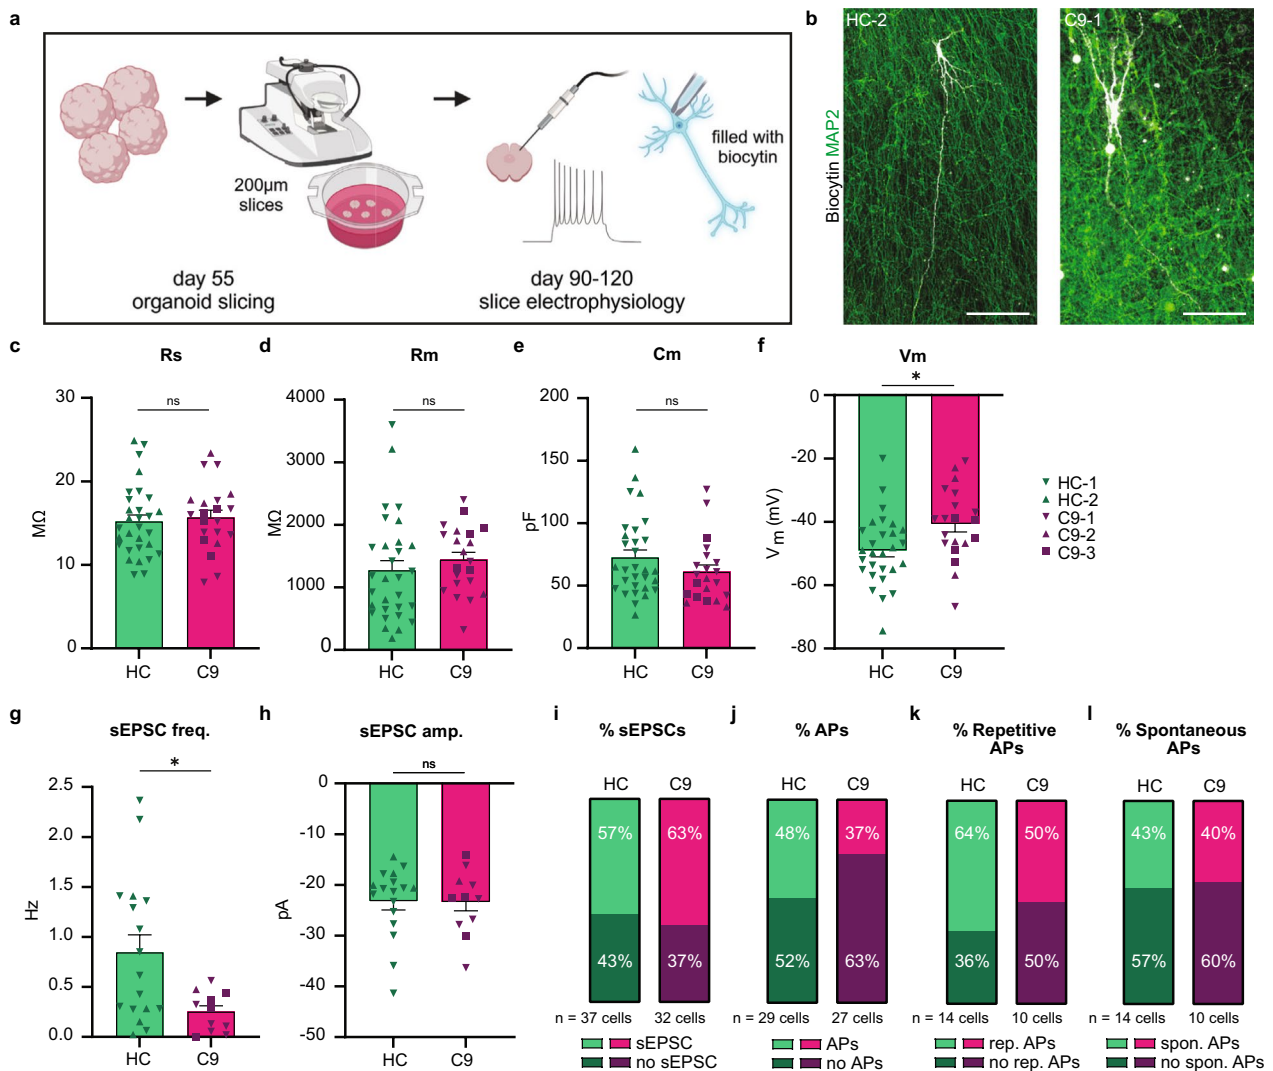 a
200µm
slices
filled with
biocytin
day 55
organoid slicing
day 90-120
slice electrophysiology
b
HC-2
C9-1
Biocytin MAP2
c
Rs
ns
30
20
10
0
MΩ
HC
C9
d
Rm
ns
4000
3000
2000
1000
0
MΩ
HC
C9
e
Cm
ns
200
150
100
50
0
pF
HC
C9
f
Vm
*
0
-20
-40
-60
-80
Vm (mV)
HC
C9
HC-1
HC-2
C9-1
C9-2
C9-3
g
sEPSC freq.
*
2.5
2.0
1.5
1.0
0.5
0.0
Hz
HC
C9
h
sEPSC amp.
ns
0
-10
-20
-30
-40
-50
pA
HC
C9
i
% sEPSCs
HC C9
57% 63%
43% 37%
n = 37 cells 32 cells
sEPSC
no sEPSC
j
% APs
HC C9
48% 37%
52% 63%
n = 29 cells 27 cells
APs
no APs
k
% Repetitive
APs
HC C9
64% 50%
36% 50%
n = 14 cells 10 cells
rep. APs
no rep. APs
l
% Spontaneous
APs
HC C9
43% 40%
57% 60%
n = 14 cells 10 cells
spon. APs
no spon. APs